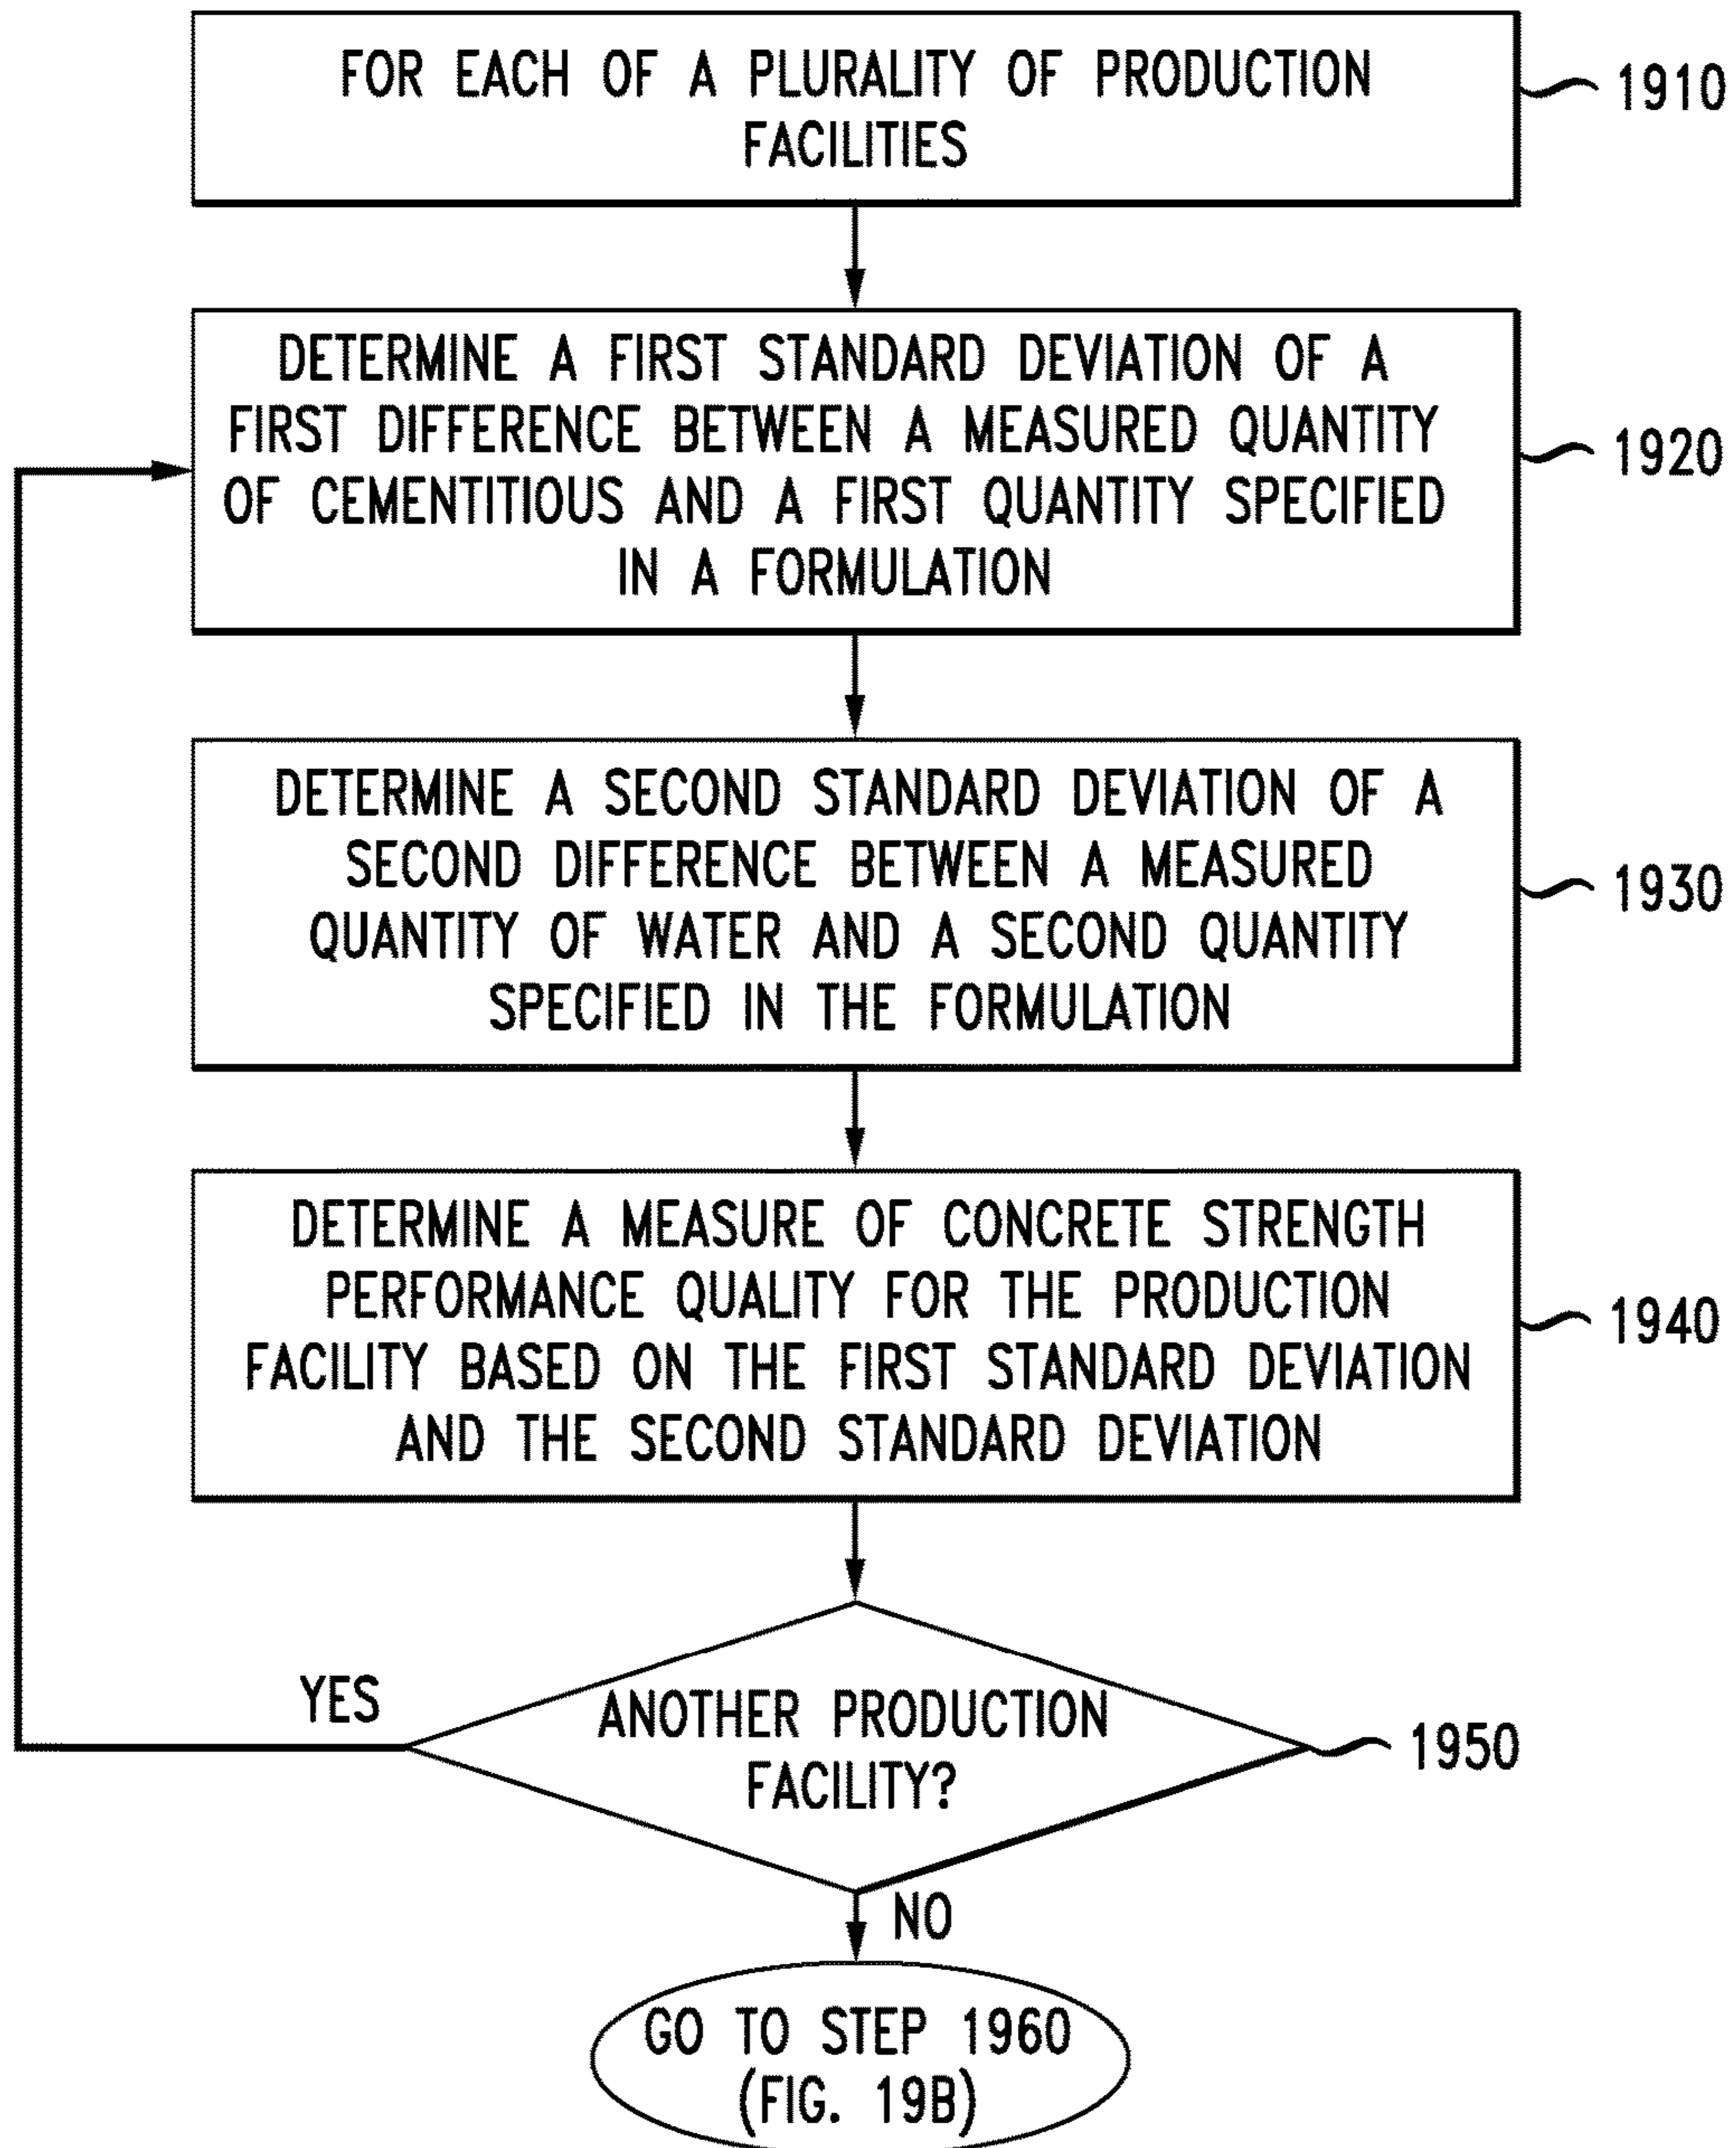 FOR EACH OF A PLURALITY OF PRODUCTION
FACILITIES
1910
DETERMINE A FIRST STANDARD DEVIATION OF A
FIRST DIFFERENCE BETWEEN A MEASURED QUANTITY
OF CEMENTITIOUS AND A FIRST QUANTITY SPECIFIED
IN A FORMULATION
1920
DETERMINE A SECOND STANDARD DEVIATION OF A
SECOND DIFFERENCE BETWEEN A MEASURED
QUANTITY OF WATER AND A SECOND QUANTITY
SPECIFIED IN THE FORMULATION
1930
DETERMINE A MEASURE OF CONCRETE STRENGTH
PERFORMANCE QUALITY FOR THE PRODUCTION
FACILITY BASED ON THE FIRST STANDARD DEVIATION
AND THE SECOND STANDARD DEVIATION
1940
YES
ANOTHER PRODUCTION
FACILITY?
1950
NO
GO TO STEP 1960
(FIG. 19B)